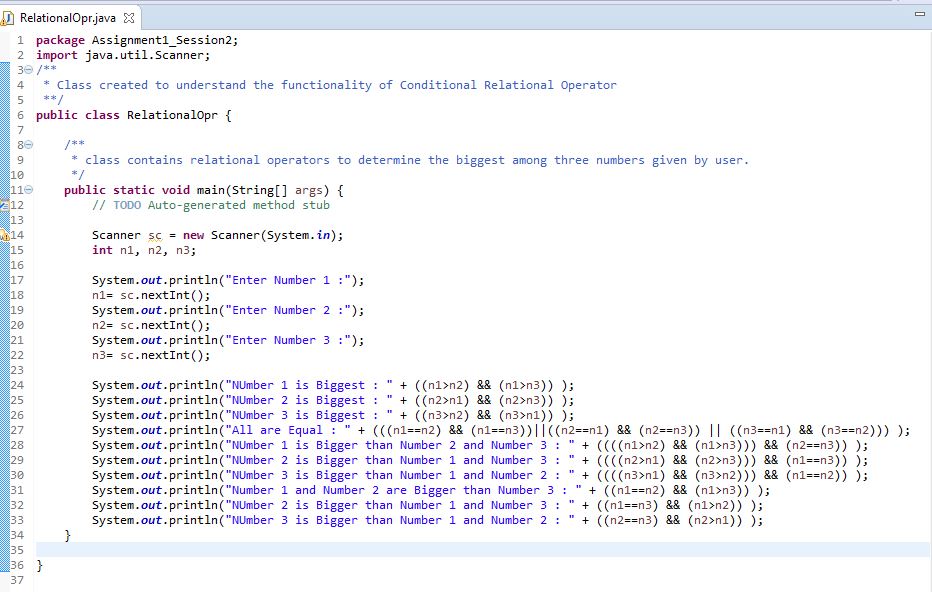 RelationalOpr.java
1 package Assignment1_Session2;
2 import java.util.Scanner;
3 /**
4  * Class created to understand the functionality of Conditional Relational Operator
5  **/
6 public class RelationalOpr {
7
8     /**
9      * class contains relational operators to determine the biggest among three numbers given by user.
10      */
11     public static void main(String[] args) {
12         // TODO Auto-generated method stub
13
14         Scanner sc = new Scanner(System.in);
15         int n1, n2, n3;
16
17         System.out.println("Enter Number 1 :");
18         n1= sc.nextInt();
19         System.out.println("Enter Number 2 :");
20         n2= sc.nextInt();
21         System.out.println("Enter Number 3 :");
22         n3= sc.nextInt();
23
24         System.out.println("NUmber 1 is Biggest : " + ((n1>n2) && (n1>n3)) );
25         System.out.println("NUmber 2 is Biggest : " + ((n2>n1) && (n2>n3)) );
26         System.out.println("NUmber 3 is Biggest : " + ((n3>n2) && (n3>n1)) );
27         System.out.println("All are Equal : " + (((n1==n2) && (n1==n3))||((n2==n1) && (n2==n3)) || ((n3==n1) && (n3==n2))) );
28         System.out.println("NUmber 1 is Bigger than Number 2 and Number 3 : " + ((((n1>n2) && (n1>n3))) && (n2==n3)) );
29         System.out.println("NUmber 2 is Bigger than Number 1 and Number 3 : " + ((((n2>n1) && (n2>n3))) && (n1==n3)) );
30         System.out.println("NUmber 3 is Bigger than Number 1 and Number 2 : " + ((((n3>n1) && (n3>n2))) && (n1==n2)) );
31         System.out.println("Number 1 and Number 2 are Bigger than Number 3 : " + ((n1==n2) && (n1>n3)) );
32         System.out.println("NUmber 2 is Bigger than Number 1 and Number 3 : " + ((n1==n3) && (n1>n2)) );
33         System.out.println("NUmber 3 is Bigger than Number 1 and Number 2 : " + ((n2==n3) && (n2>n1)) );
34     }
35
36 }
37